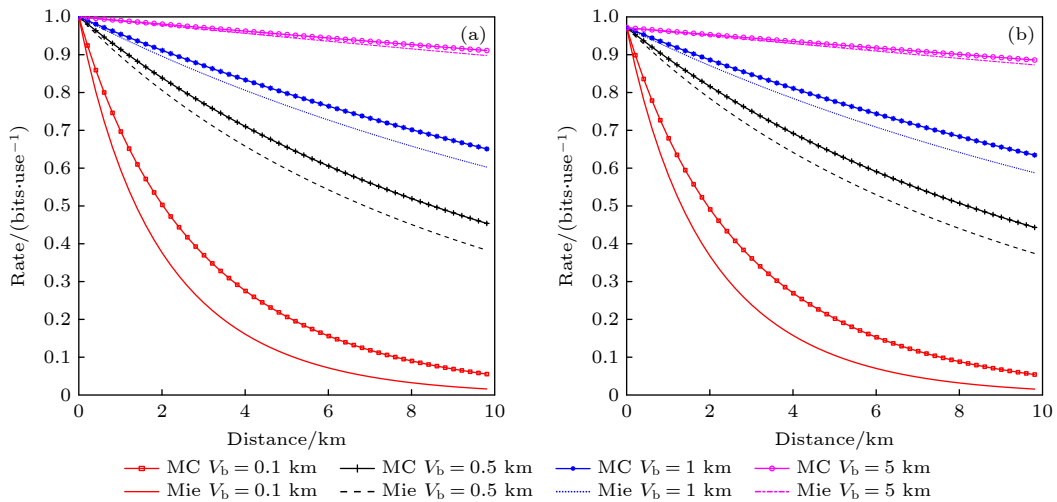 1.0
0.9
0.8
0.7
0.6
0.5
0.4
0.3
0.2
0.1
0
Rate/(bits·use⁻¹)
(a)
0 2 4 6 8 10
Distance/km
1.0
0.9
0.8
0.7
0.6
0.5
0.4
0.3
0.2
0.1
0
Rate/(bits·use⁻¹)
(b)
0 2 4 6 8 10
Distance/km
MC V_b = 0.1 km MC V_b = 0.5 km MC V_b = 1 km MC V_b = 5 km
Mie V_b = 0.1 km Mie V_b = 0.5 km Mie V_b = 1 km Mie V_b = 5 km